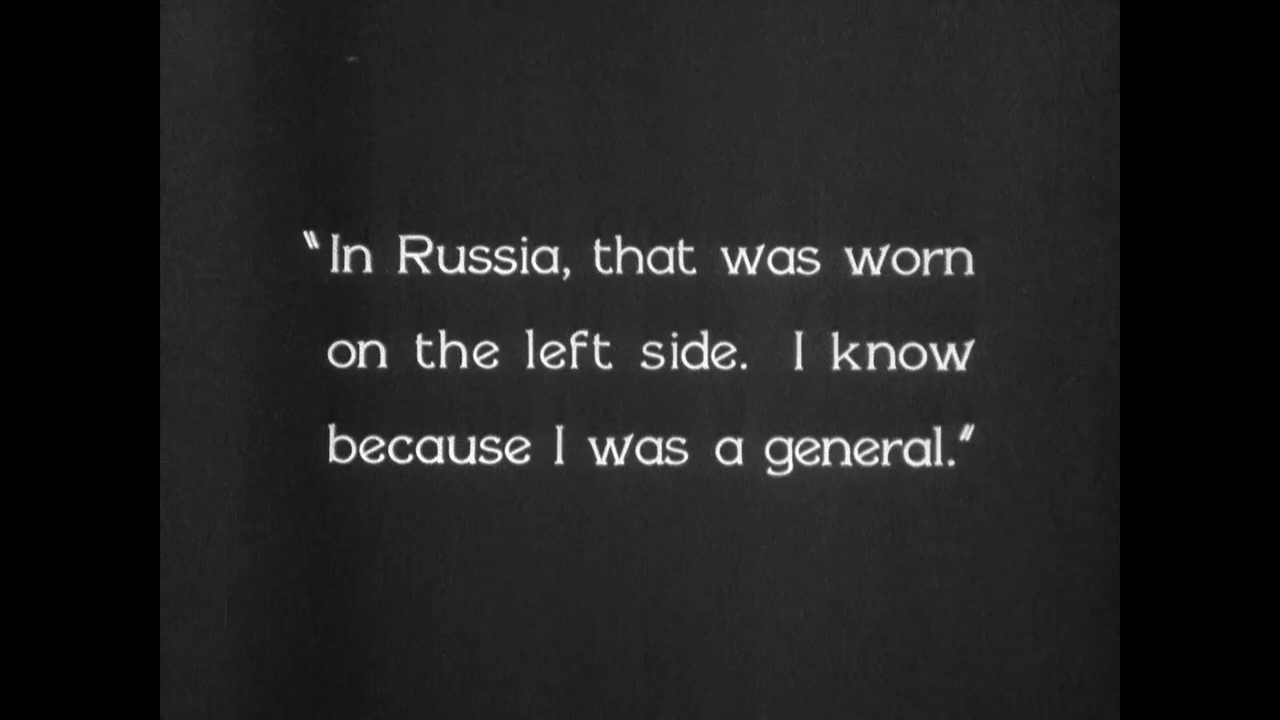 "In Russia, that was worn
on the left side. I know
because I was a general."